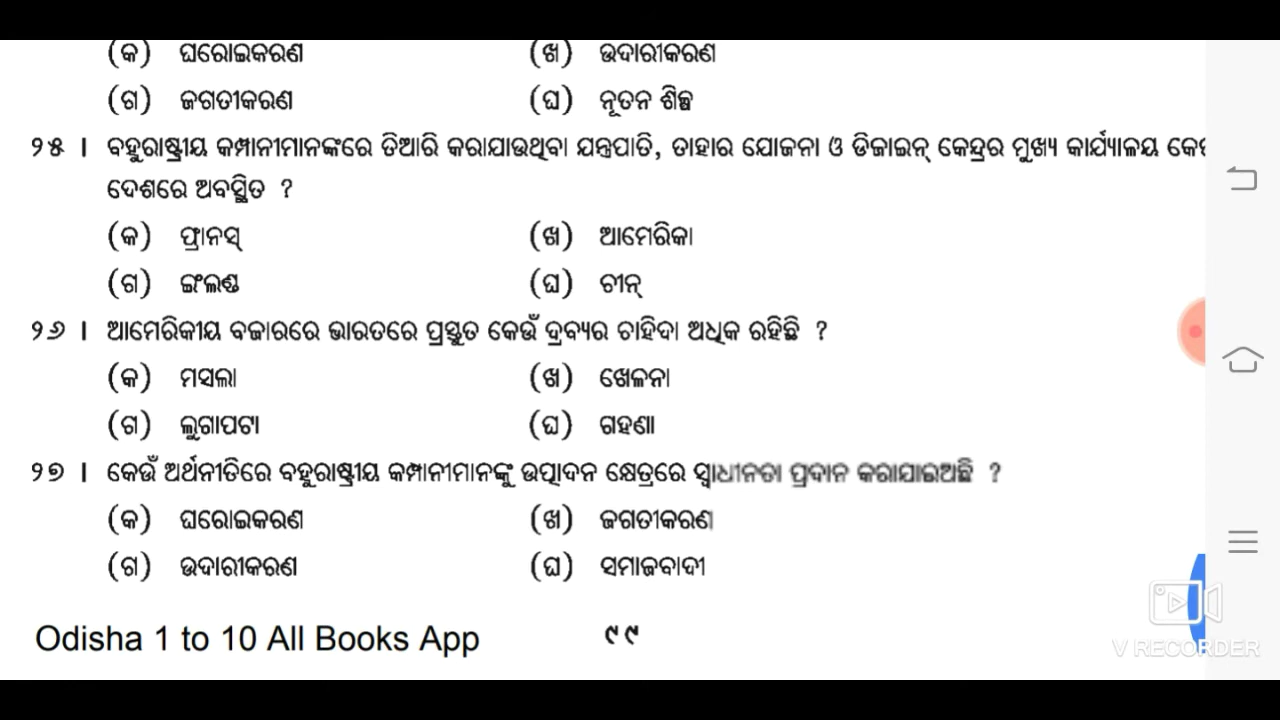 (କ) ଘରୋଇକରଣ (ଖ) ଉଦାରୀକରଣ
(ଗ) ଜଗତୀକରଣ (ଘ) ନୂତନ ଶିଳ୍ପ
୨୫ । ବହୁରାଷ୍ଟ୍ରୀୟ କମ୍ପାନୀମାନଙ୍କରେ ତିଆରି କରାଯାଉଥିବା ଯନ୍ତ୍ରପାତି, ତାହାର ଯୋଜନା ଓ ଡିଜାଇନ୍ କେନ୍ଦ୍ରର ମୁଖ୍ୟ କାର୍ଯ୍ୟାଳୟ
ଦେଶରେ ଅବସ୍ଥିତ ?
(କ) ଫ୍ରାନସ୍ (ଖ) ଆମେରିକା
(ଗ) ଇଂଲଣ୍ଡ (ଘ) ଚୀନ୍
୨୬ । ଆମେରିକୀୟ ବଜାରରେ ଭାରତରେ ପ୍ରସ୍ତୁତ କେଉଁ ଦ୍ରବ୍ୟର ଚାହିଦା ଅଧିକ ରହିଛି ?
(କ) ମସଲା (ଖ) ଖେଳନା
(ଗ) ଲୁଗାପଟା (ଘ) ଗହଣା
୨୭ । କେଉଁ ଅର୍ଥନୀତିରେ ବହୁରାଷ୍ଟ୍ରୀୟ କମ୍ପାନୀମାନଙ୍କୁ ଉତ୍ପାଦନ କ୍ଷେତ୍ରରେ ସ୍ୱାଧୀନତା ପ୍ରଦାନ କରାଯାଇଅଛି ?
(କ) ଘରୋଇକରଣ (ଖ) ଜଗତୀକରଣ
(ଗ) ଉଦାରୀକରଣ (ଘ) ସମାଜବାଦୀ
Odisha 1 to 10 All Books App ୯୯
V RECORDER